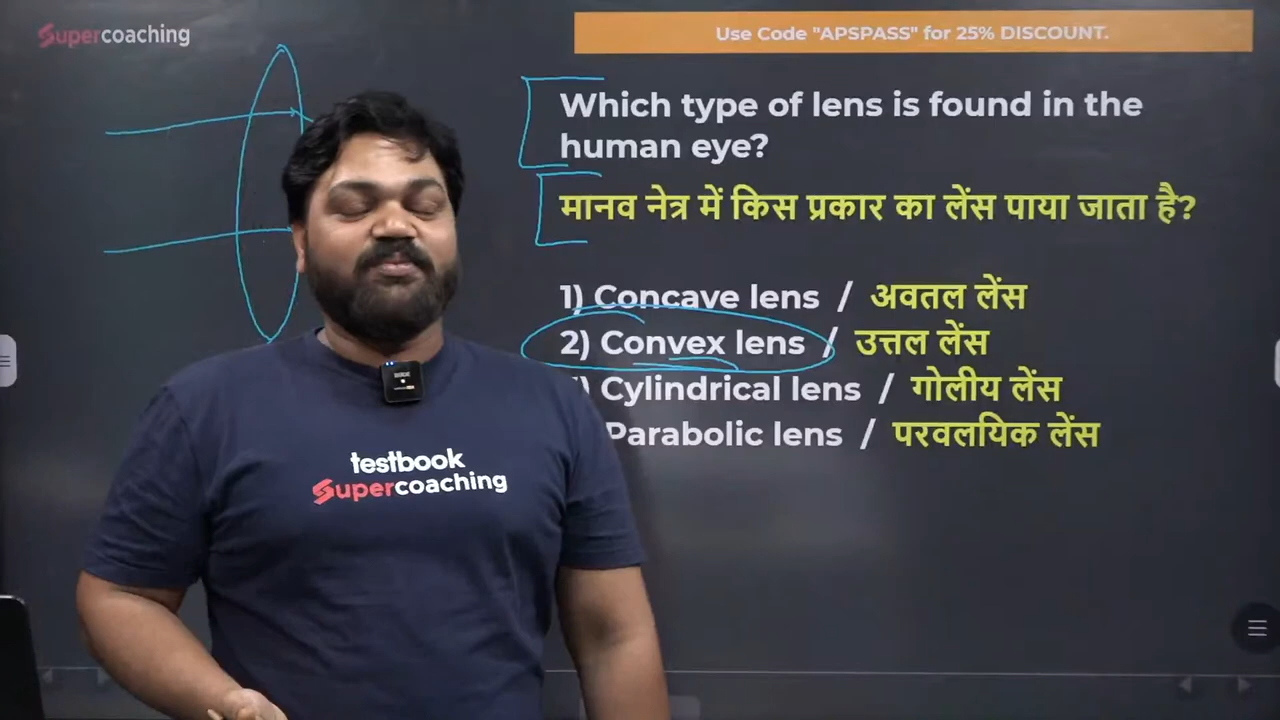 Supercoaching
Use Code "APSPASS" for 25% DISCOUNT.
Which type of lens is found in the
human eye?
मानव नेत्र में किस प्रकार का लेंस पाया जाता है?
1) Concave lens / अवतल लेंस
2) Convex lens / उत्तल लेंस
) Cylindrical lens / गोलीय लेंस
Parabolic lens / परवलयिक लेंस
testbook
Supercoaching